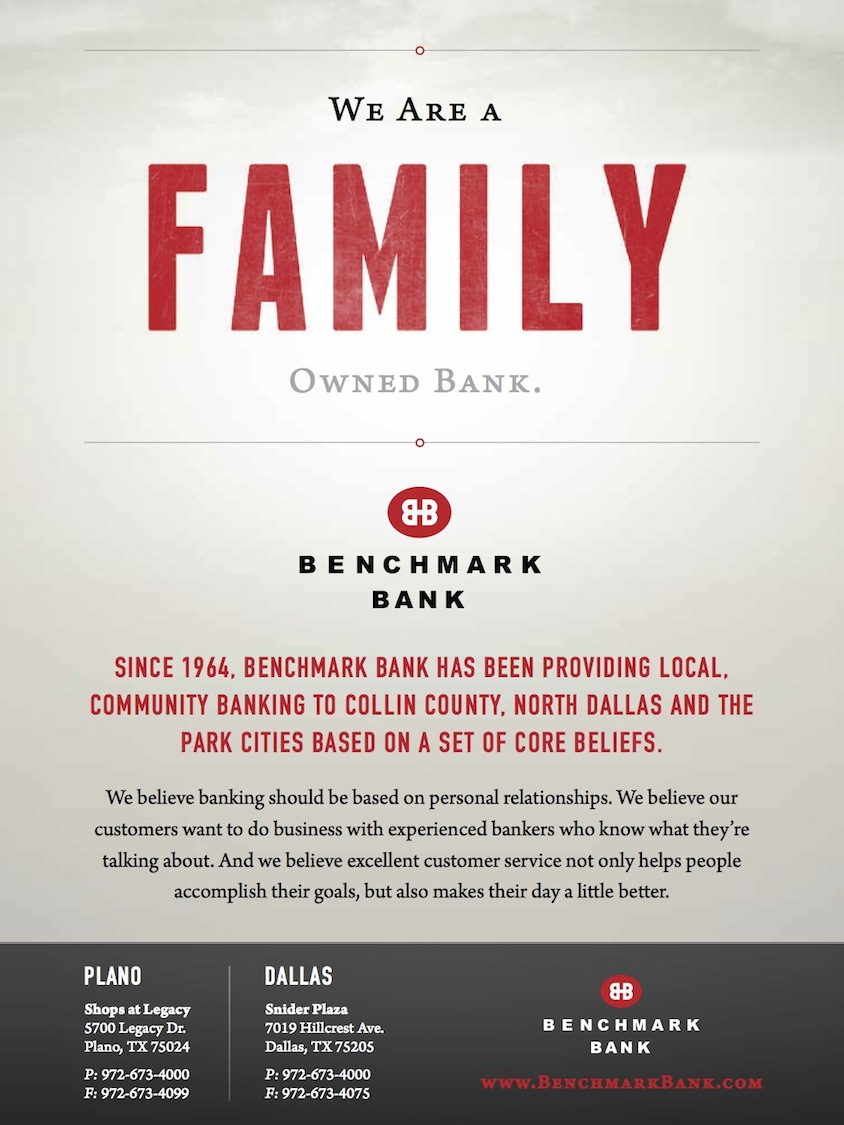 We Are a
FAMILY
Owned Bank.
BB
BENCHMARK
BANK
SINCE 1964, BENCHMARK BANK HAS BEEN PROVIDING LOCAL,
COMMUNITY BANKING TO COLLIN COUNTY, NORTH DALLAS AND THE
PARK CITIES BASED ON A SET OF CORE BELIEFS.
We believe banking should be based on personal relationships. We believe our
customers want to do business with experienced bankers who know what they’re
talking about. And we believe excellent customer service not only helps people
accomplish their goals, but also makes their day a little better.
PLANO
Shops at Legacy
5700 Legacy Dr.
Plano, TX 75024
P: 972-673-4000
F: 972-673-4099
DALLAS
Snider Plaza
7019 Hillcrest Ave.
Dallas, TX 75205
P: 972-673-4000
F: 972-673-4075
BB
BENCHMARK
BANK
www.BenchmarkBank.com